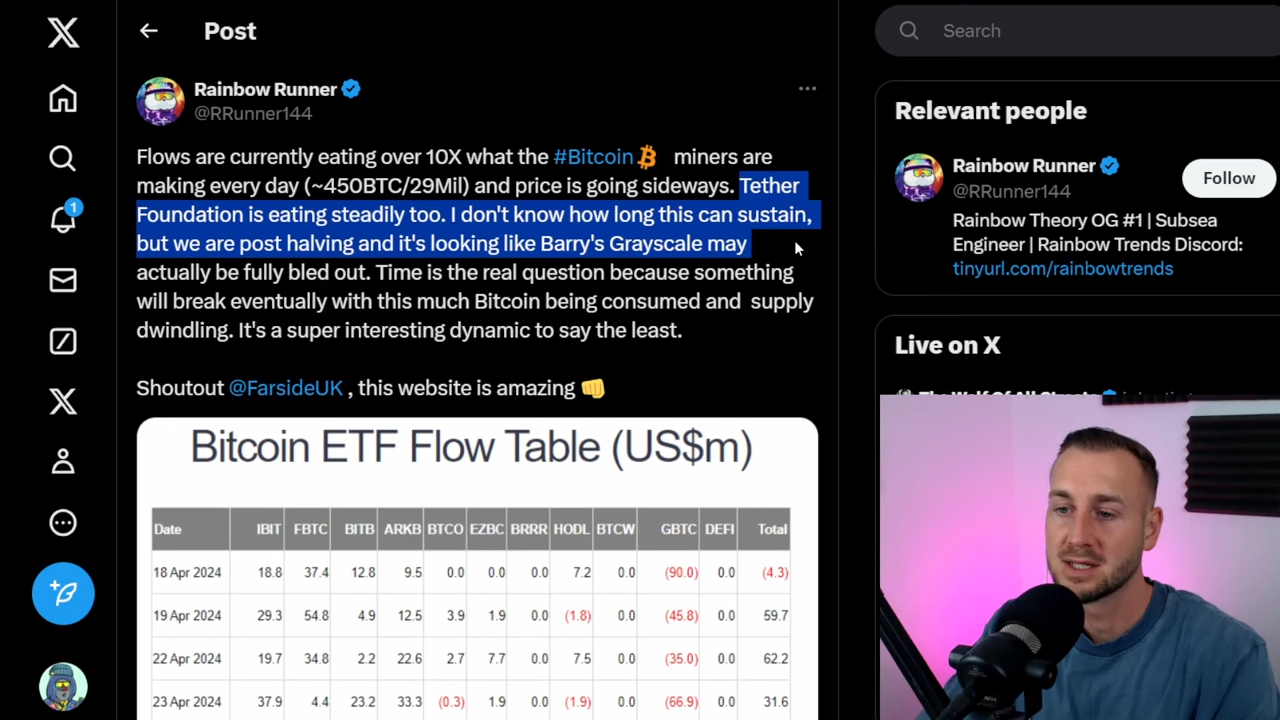 Post
Search
Rainbow Runner
@RRunner144
Flows are currently eating over 10X what the #Bitcoin miners are
making every day (~450BTC/29Mil) and price is going sideways. Tether
Foundation is eating steadily too. I don't know how long this can sustain,
but we are post halving and it's looking like Barry's Grayscale may
actually be fully bled out. Time is the real question because something
will break eventually with this much Bitcoin being consumed and supply
dwindling. It's a super interesting dynamic to say the least.
Shoutout @FarsideUK , this website is amazing
Bitcoin ETF Flow Table (US$m)
Date IBIT FBTC BITB ARKB BTCO EZBC BRRR HODL BTCW GBTC DEFI Total
18 Apr 2024 18.8 37.4 12.8 9.5 0.0 0.0 0.0 7.2 0.0 (90.0) 0.0 (4.3)
19 Apr 2024 29.3 54.8 4.9 12.5 3.9 1.9 0.0 (1.8) 0.0 (45.8) 0.0 59.7
22 Apr 2024 19.7 34.8 2.2 22.6 2.7 7.7 0.0 7.5 0.0 (35.0) 0.0 62.2
23 Apr 2024 37.9 4.4 23.2 33.3 (0.3) 1.9 0.0 (1.9) 0.0 (66.9) 0.0 31.6
1
Relevant people
Rainbow Runner
@RRunner144
Follow
Rainbow Theory OG #1 | Subsea
Engineer | Rainbow Trends Discord:
tinyurl.com/rainbowtrends
Live on X
The Wolf Of All Streets